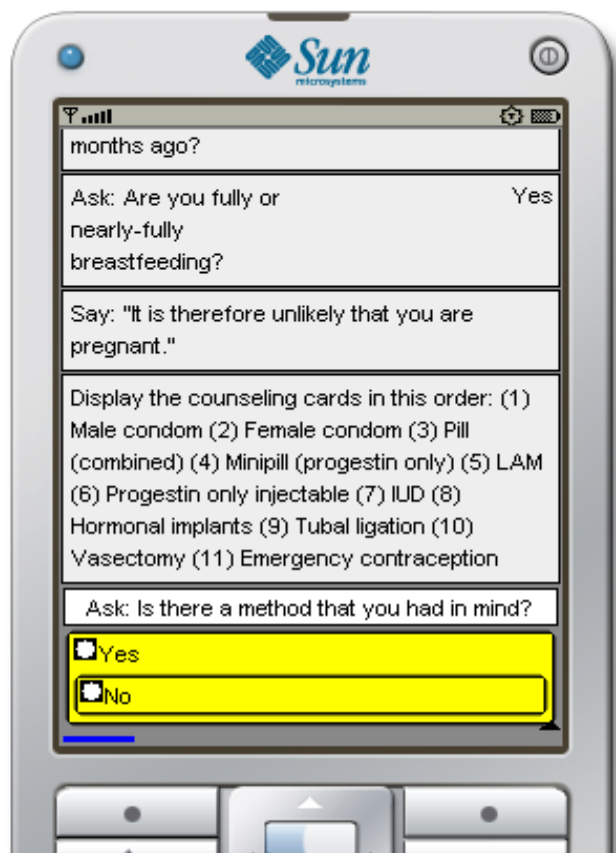 Sun
microsystems
months ago?
Ask: Are you fully or
nearly-fully
breastfeeding?
Yes
Say: "It is therefore unlikely that you are
pregnant."
Display the counseling cards in this order: (1)
Male condom (2) Female condom (3) Pill
(combined) (4) Minipill (progestin only) (5) LAM
(6) Progestin only injectable (7) IUD (8)
Hormonal implants (9) Tubal ligation (10)
Vasectomy (11) Emergency contraception
Ask: Is there a method that you had in mind?
Yes
No